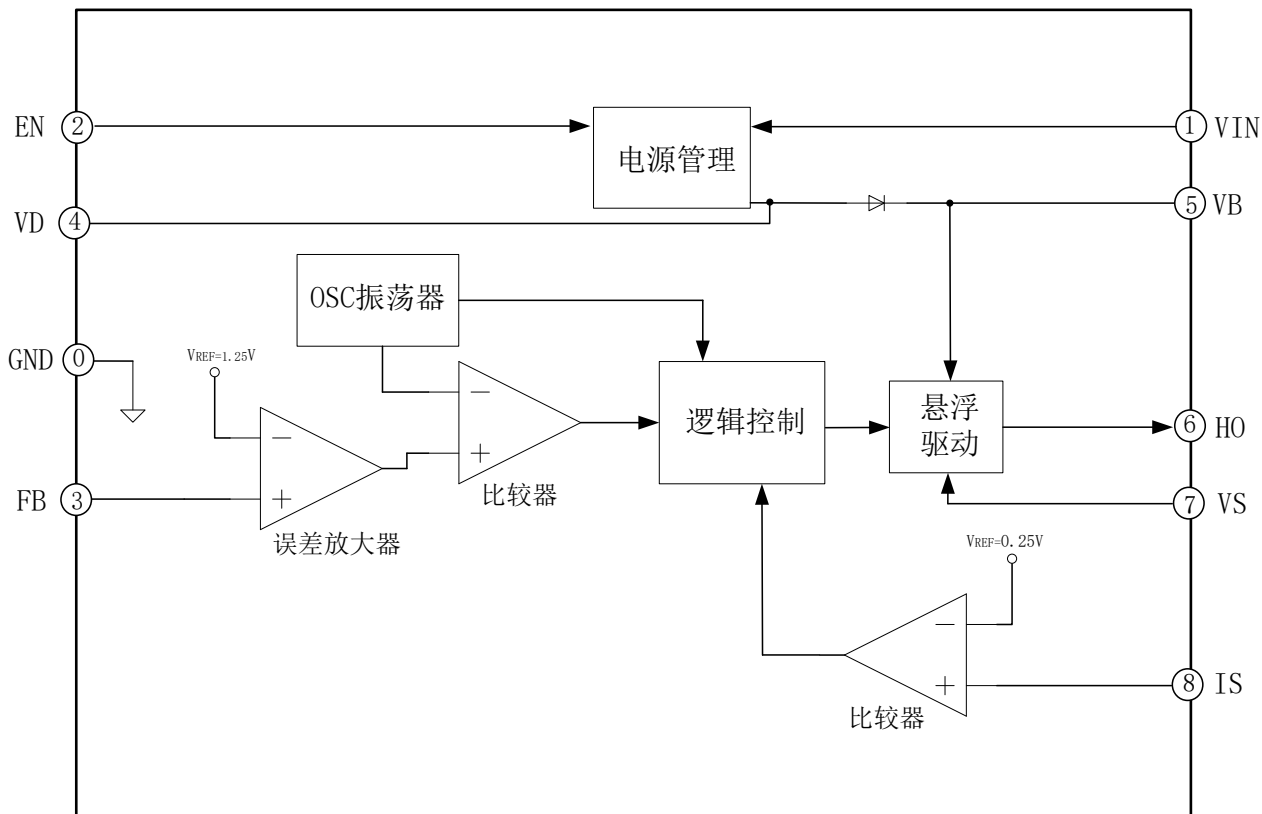 EN
2
电源管理
1
VIN
VD
4
5
VB
OSC振荡器
GND
0
VREF=1.25V
−
+
误差放大器
−
+
比较器
逻辑控制
悬浮
驱动
6
HO
FB
3
7
VS
VREF=0.25V
−
+
比较器
8
IS